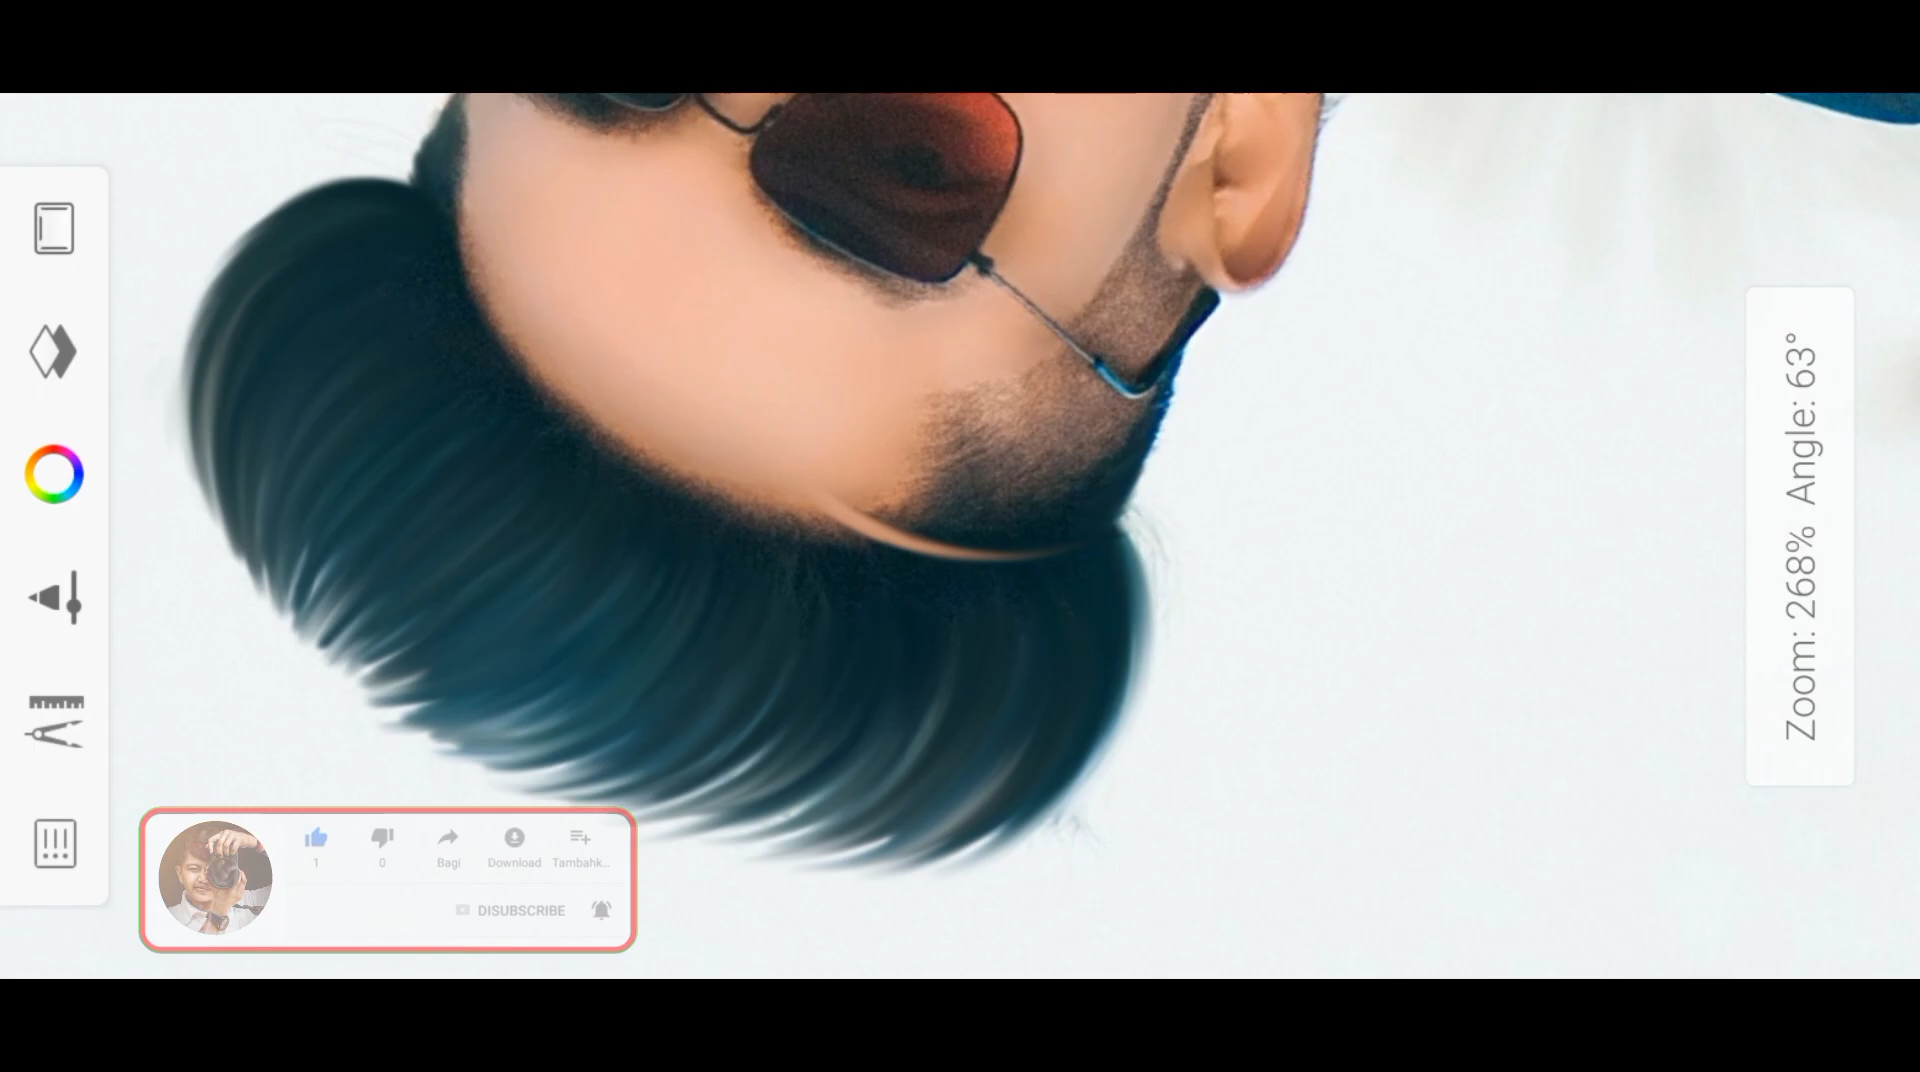 Zoom: 268% Angle: 63°
1
0
Bagi
Download
Tambahk...
DISUBSCRIBE